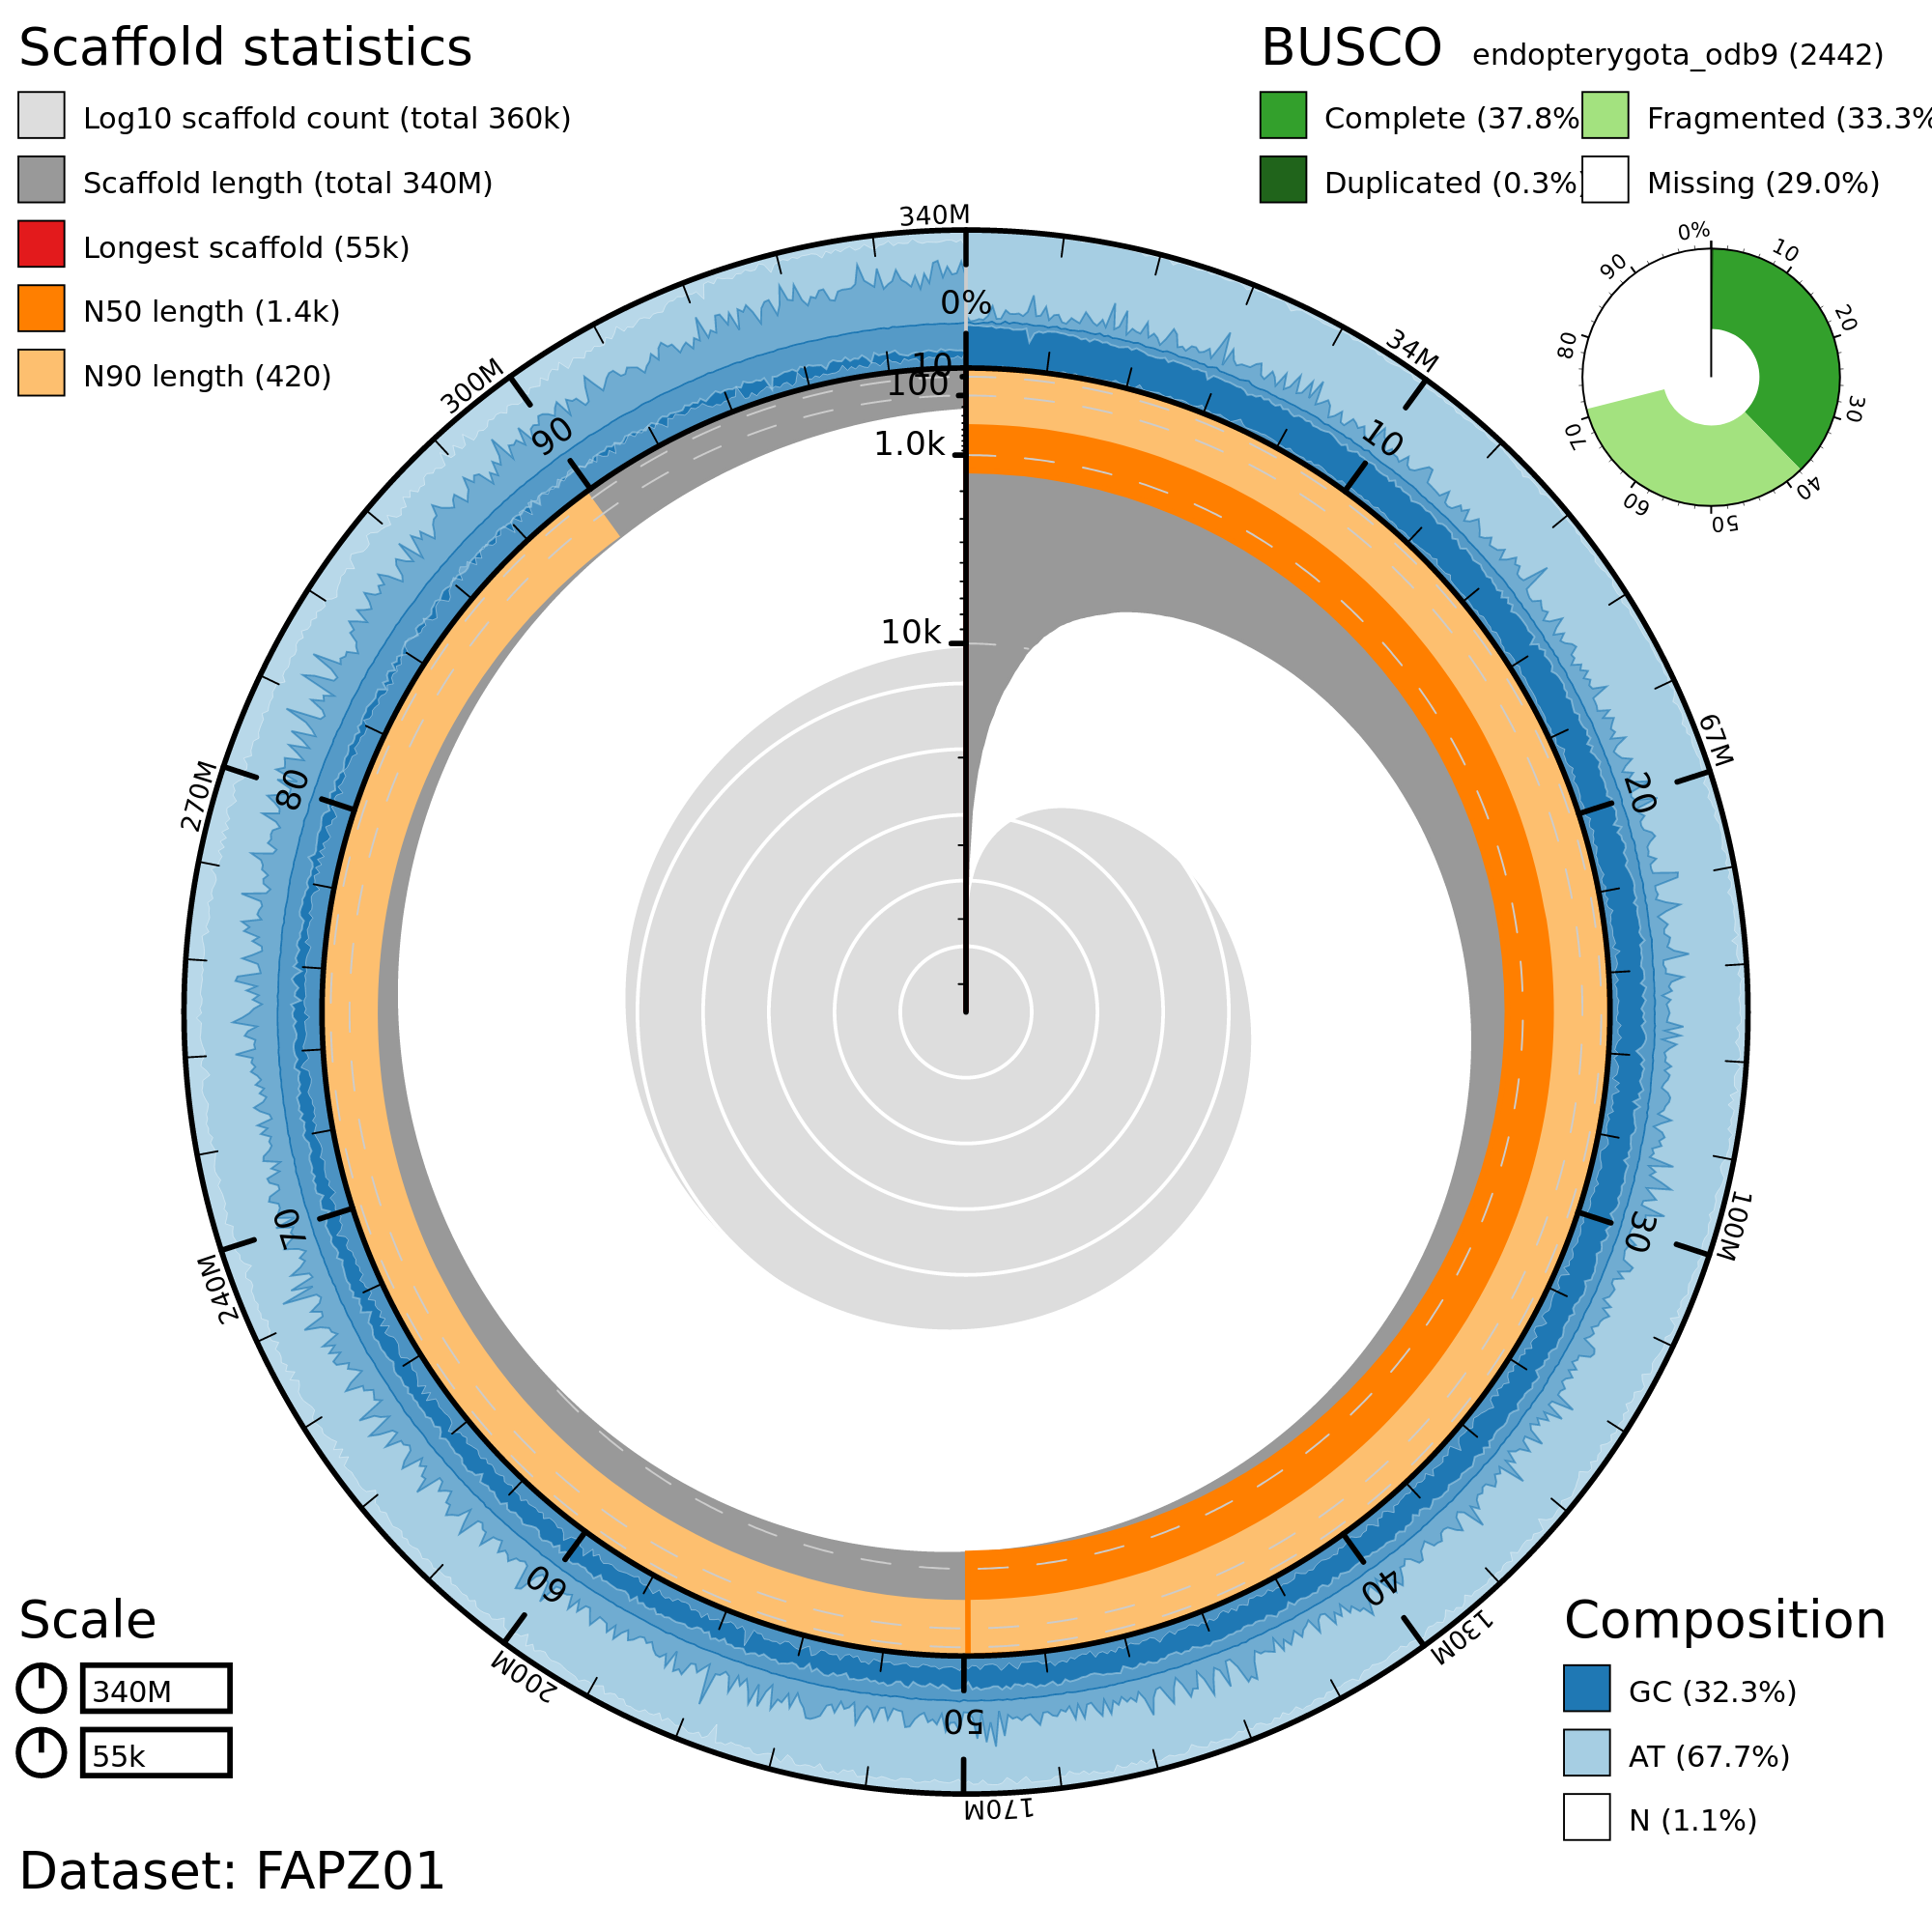 Scaffold statistics
Log10 scaffold count (total 360k)
Scaffold length (total 340M)
Longest scaffold (55k)
N50 length (1.4k)
N90 length (420)
BUSCO endopterygota_odb9 (2442)
Complete (37.8% Fragmented (33.3%
Duplicated (0.3%) Missing (29.0%)
0%
10
20
30
40
50
60
70
80
90
340M
34M
67M
100M
130M
170M
200M
240M
270M
300M
0%
10
20
30
40
50
60
70
80
90
10
100
1.0k
10k
Scale
340M
55k
Composition
GC (32.3%)
AT (67.7%)
N (1.1%)
Dataset: FAPZ01